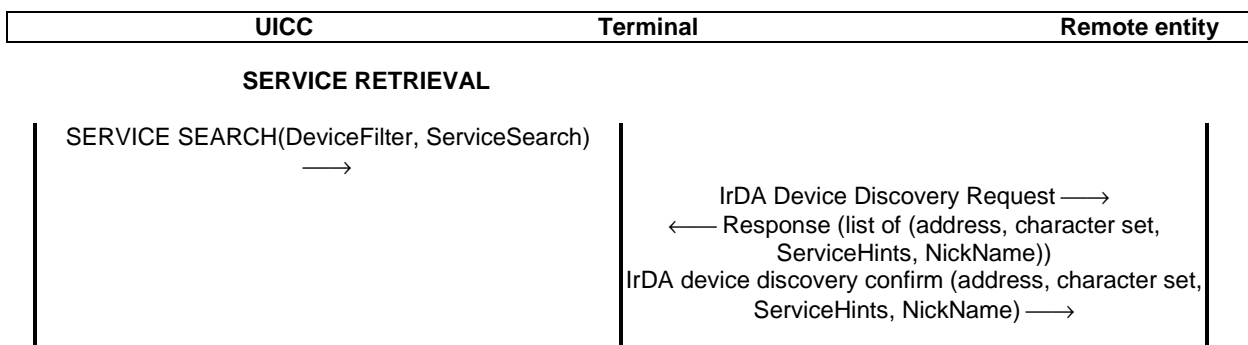 UICC Terminal Remote entity
SERVICE RETRIEVAL
SERVICE SEARCH(DeviceFilter, ServiceSearch)
⟶
IrDA Device Discovery Request ⟶
⟵ Response (list of (address, character set,
ServiceHints, NickName))
IrDA device discovery confirm (address, character set,
ServiceHints, NickName) ⟶